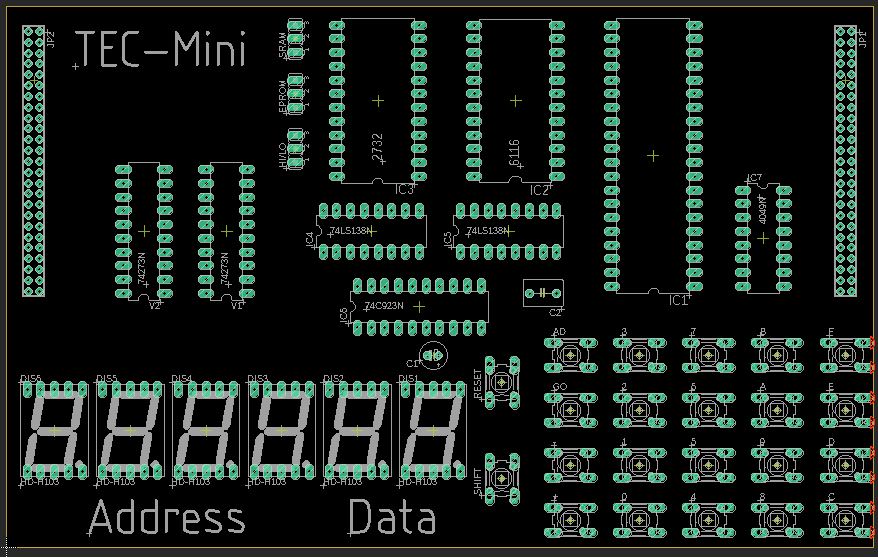 JP2
TEC-Mini
SRAM
EPROM
HI/LO
2732
IC3
6116
IC2
IC1
JP1
IC7
4049N
74273N
V2
74273N
V1
IC4
74LS138N
IC5
74LS138N
IC6
74C923N
C2
C1
RESET
SHIFT
DIS6
DIS5
DIS4
DIS3
DIS2
DIS1
HD-H103
HD-H103
HD-H103
HD-H103
HD-H103
HD-H103
AD
3
7
B
F
GO
2
6
A
E
-
1
5
9
D
+
0
4
8
C
Address
Data